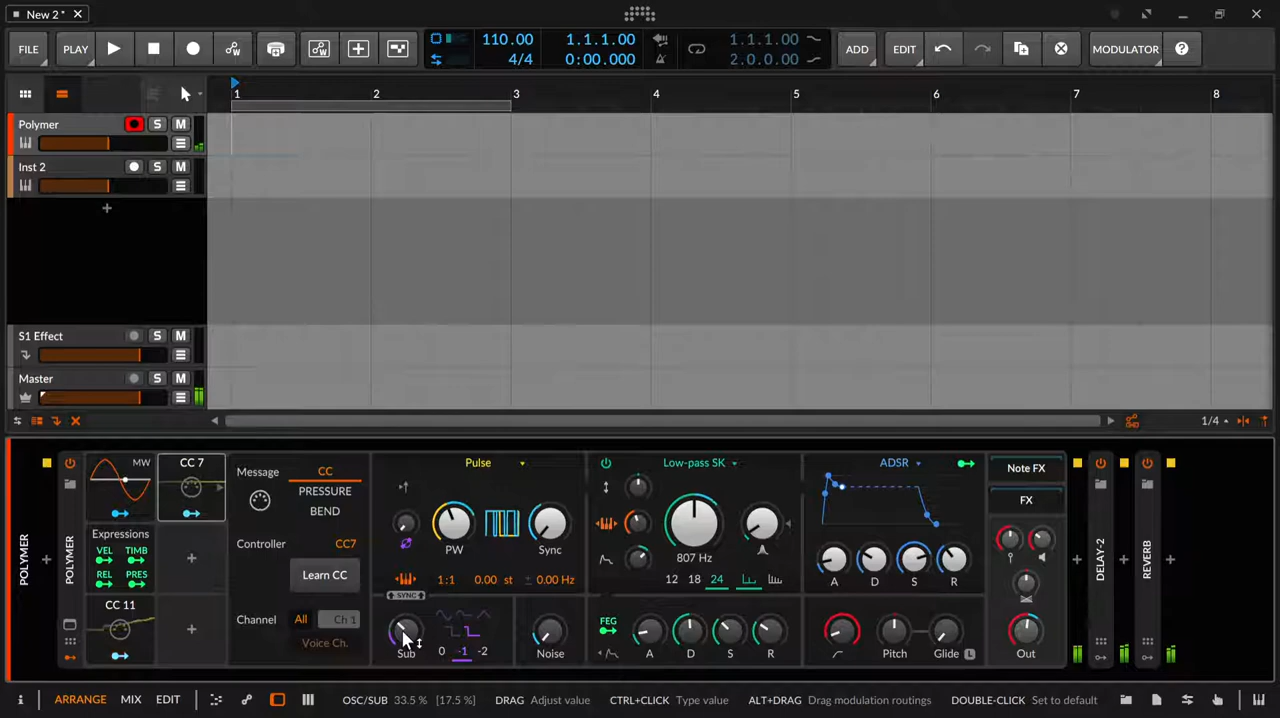 New 2 *
FILE PLAY 110.00 4/4 1.1.1.00 0:00.000 1.1.1.00 2.0.0.00 ADD EDIT MODULATOR ?
1 2 3 4 5 6 7 8
Polymer S M
Inst 2 S M
+
S1 Effect S M
Master S M
1/4
MW CC 7 Message CC Pulse Low-pass SK ADSR Note FX
PRESSURE
BEND
FX
Expressions
VEL TIMB
REL PRES
Controller CC7
PW Sync 807 Hz
Learn CC
1:1 0.00 st ± 0.00 Hz 12 18 24 A D S R
SYNC
CC 11 Channel All Ch 1
Voice Ch.
Sub 0 -1 -2 Noise FEG A D S R Pitch Glide L Out
POLYMER POLYMER DELAY-2 REVERB
i ARRANGE MIX EDIT OSC/SUB 33.5 % [17.5 %] DRAG Adjust value CTRL+CLICK Type value ALT+DRAG Drag modulation routings DOUBLE-CLICK Set to default